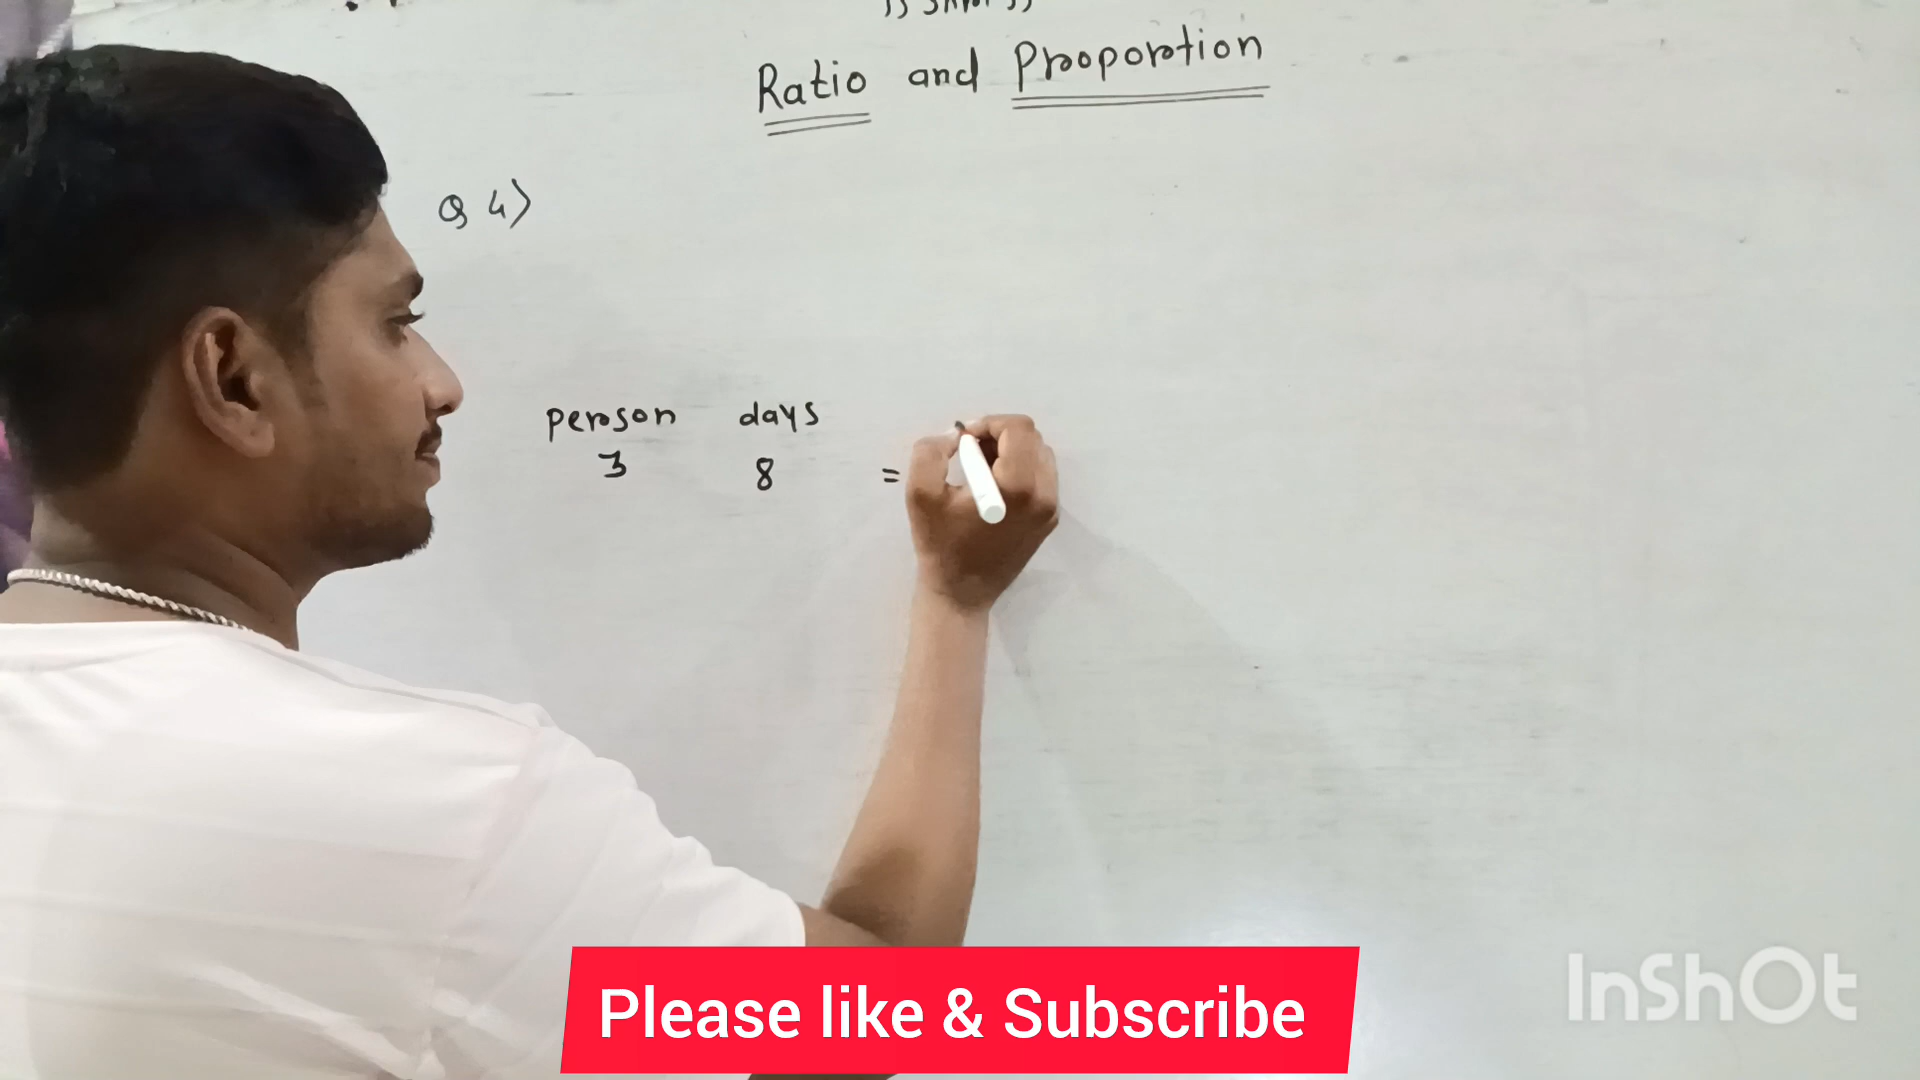 Ratio and Proportion
Q 4)
person days
3 8 =
Please like & Subscribe
InShOt